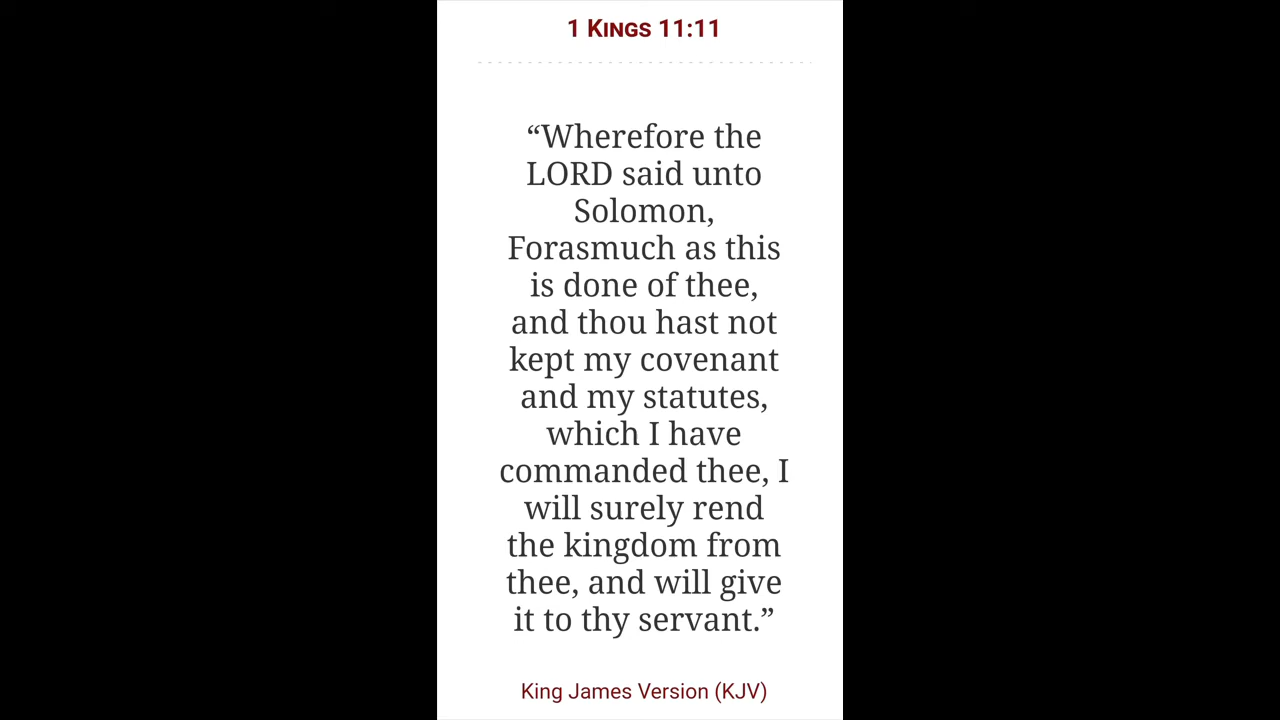 1 Kings 11:11
“Wherefore the
LORD said unto
Solomon,
Forasmuch as this
is done of thee,
and thou hast not
kept my covenant
and my statutes,
which I have
commanded thee, I
will surely rend
the kingdom from
thee, and will give
it to thy servant.”
King James Version (KJV)